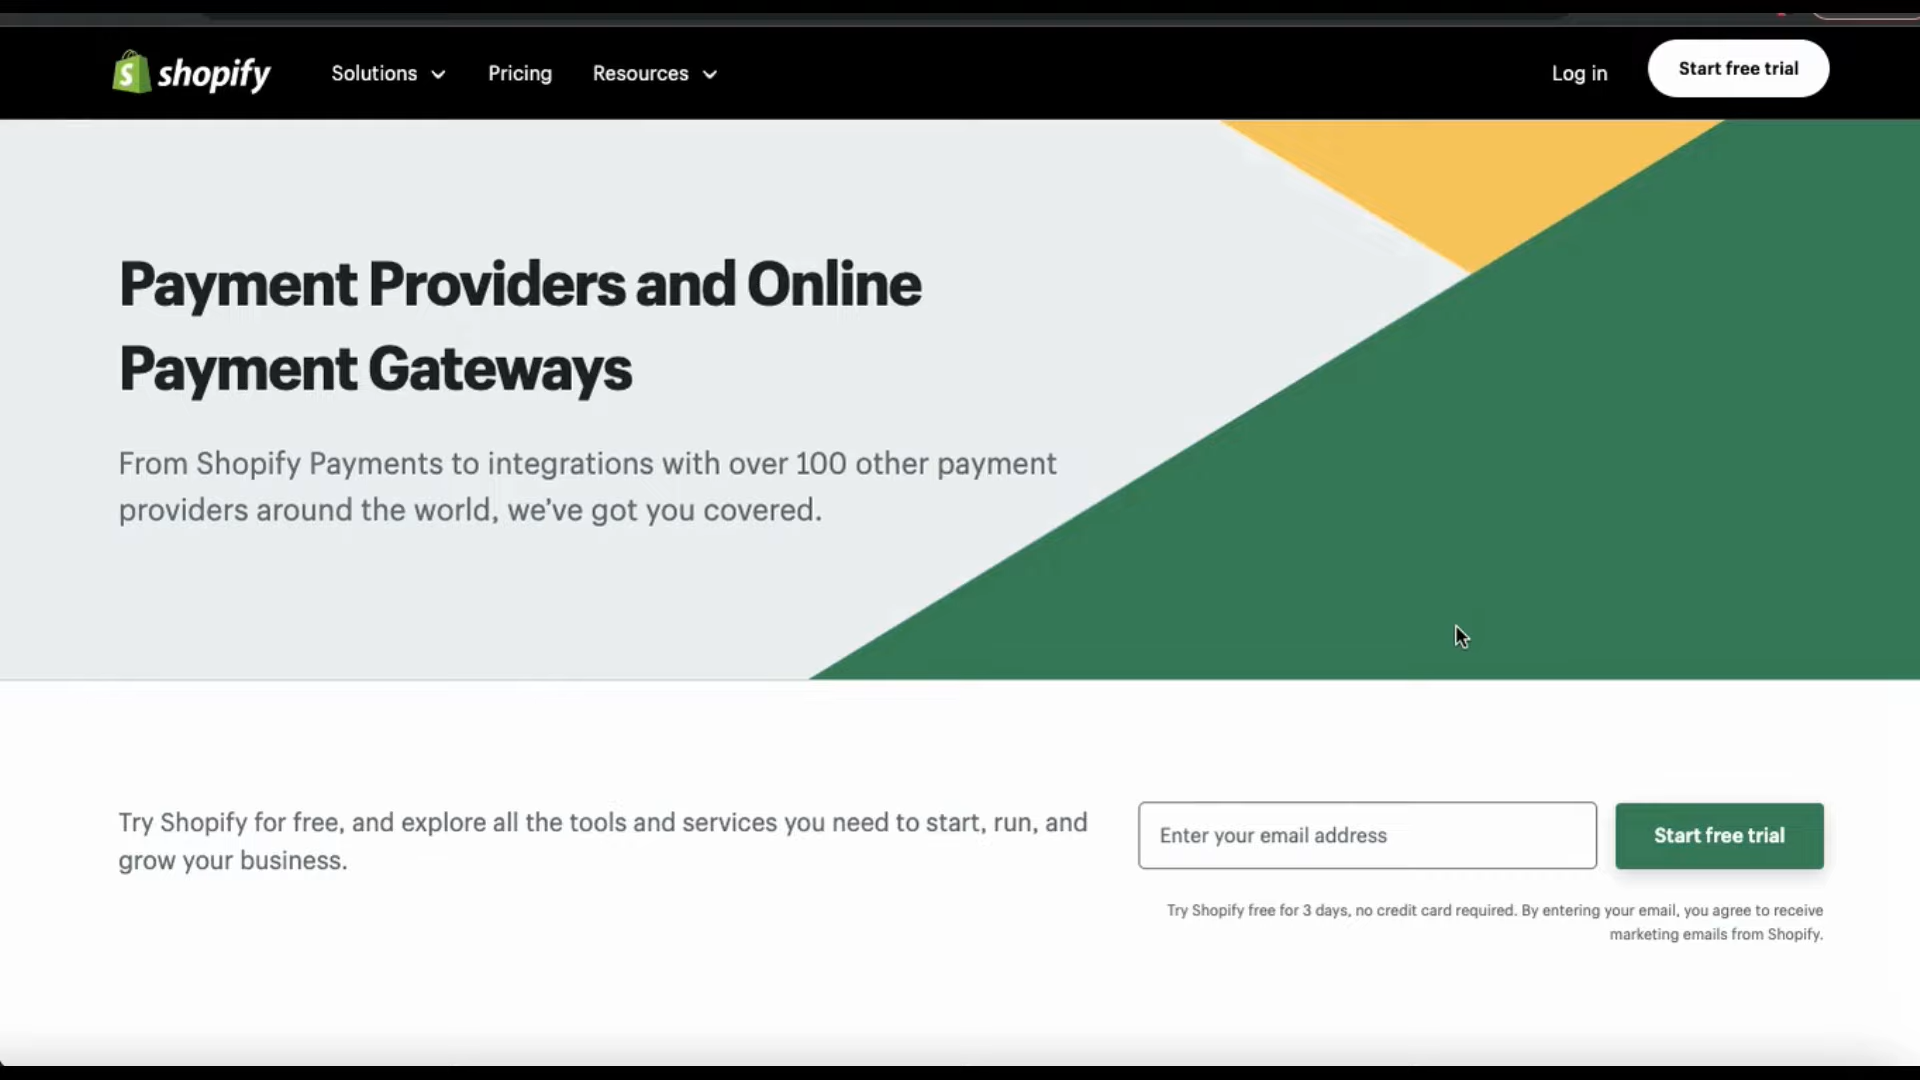 shopify
Solutions
Pricing
Resources
Log in
Start free trial
Payment Providers and Online
Payment Gateways
From Shopify Payments to integrations with over 100 other payment
providers around the world, we've got you covered.
Try Shopify for free, and explore all the tools and services you need to start, run, and
grow your business.
Enter your email address
Start free trial
Try Shopify free for 3 days, no credit card required. By entering your email, you agree to receive
marketing emails from Shopify.